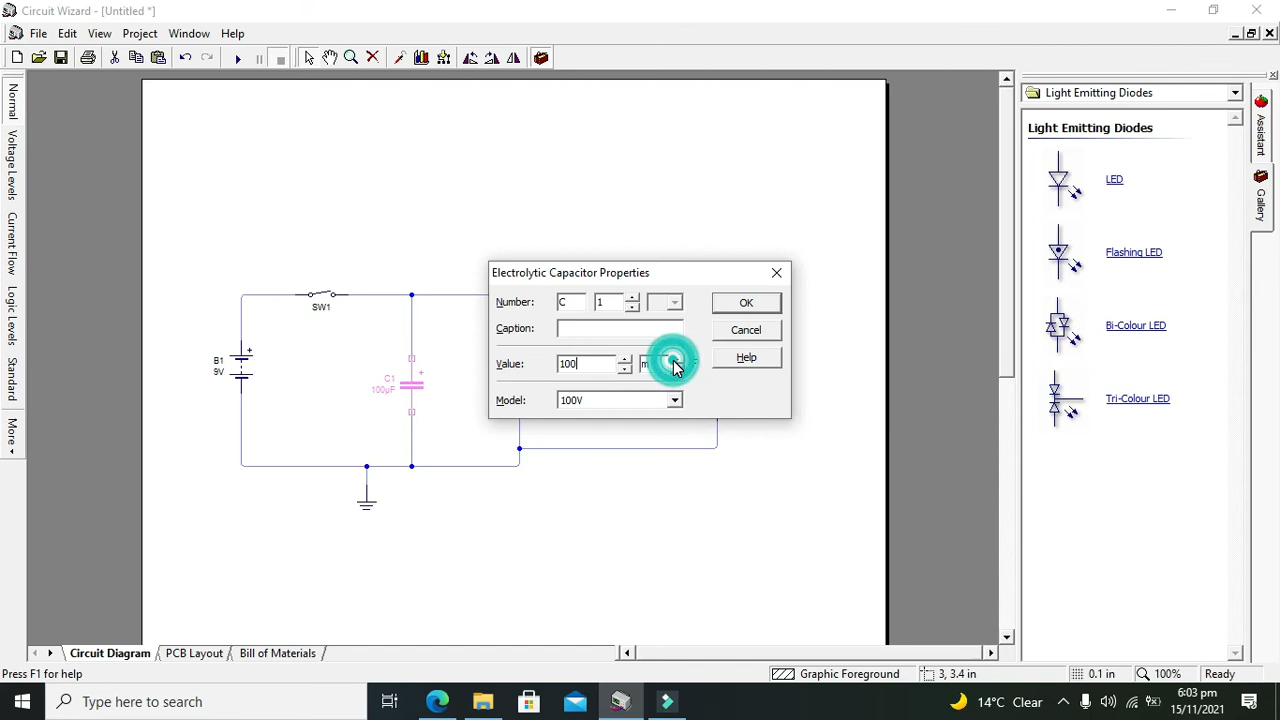 Circuit Wizard - [Untitled *]
File Edit View Project Window Help
Normal
Voltage Levels
Current Flow
Logic Levels
More
Light Emitting Diodes
Light Emitting Diodes
LED
Flashing LED
Bi-Colour LED
Tri-Colour LED
Assistant
Gallery
SW1
B1
9V
C1
100µF
Electrolytic Capacitor Properties
Number: C 1
OK
Caption:
Cancel
Value: 100 m
Help
Model: 100V
Circuit Diagram PCB Layout Bill of Materials
Press F1 for help
Graphic Foreground 3, 3.4 in 0.1 in 100% Ready
Type here to search
14°C Clear
6:03 pm
15/11/2021